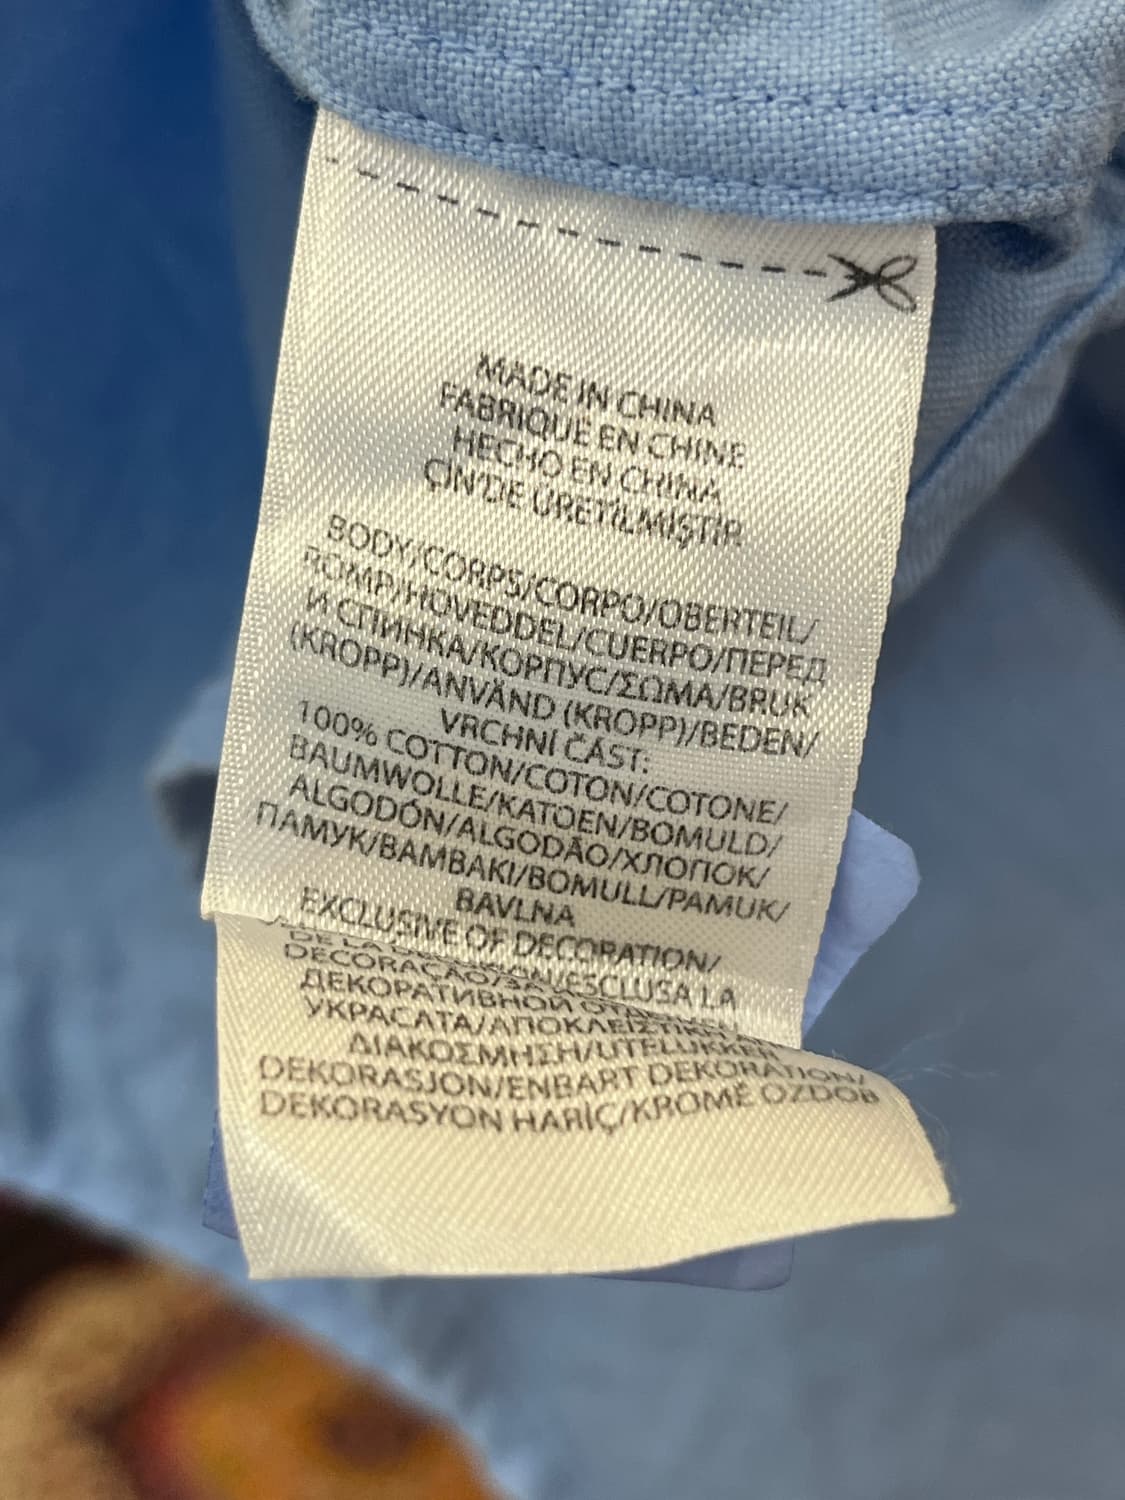 MADE IN CHINA
FABRIQUÉ EN CHINE
HECHO EN CHINA
ÇİN'DE ÜRETİLMİŞTİR
BODY/CORPS/CORPO/OBERTEIL/
ROMP/HOVEDDEL/CUERPO/ПЕРЕД
И СПИНКА/КОРПУС/ΣΩΜΑ/BRUK
(KROPP)/ANVÄND (KROPP)/BEDEN/
VRCHNÍ ČÁST:
100% COTTON/COTON/COTONE/
BAUMWOLLE/KATOEN/BOMULD/
ALGODÓN/ALGODÃO/ХЛОПОК/
ПАМУК/BAMBAKI/BOMULL/PAMUK/
BAVLNA
EXCLUSIVE OF DECORATION/
DE LA /ESCLUSA LA
DECORAÇÃO/ЗА
ДЕКОРАТИВНОЙ
УКРАСАТА/ΑΠΟΚΛΕΙΣΤΙΚΑ
ΔΙΑΚΟΣΜΗΣΗ/UTELUKKER
DEKORASJON/ENBART DEKORATION/
DEKORASYON HARİÇ/KROMĚ OZDOB